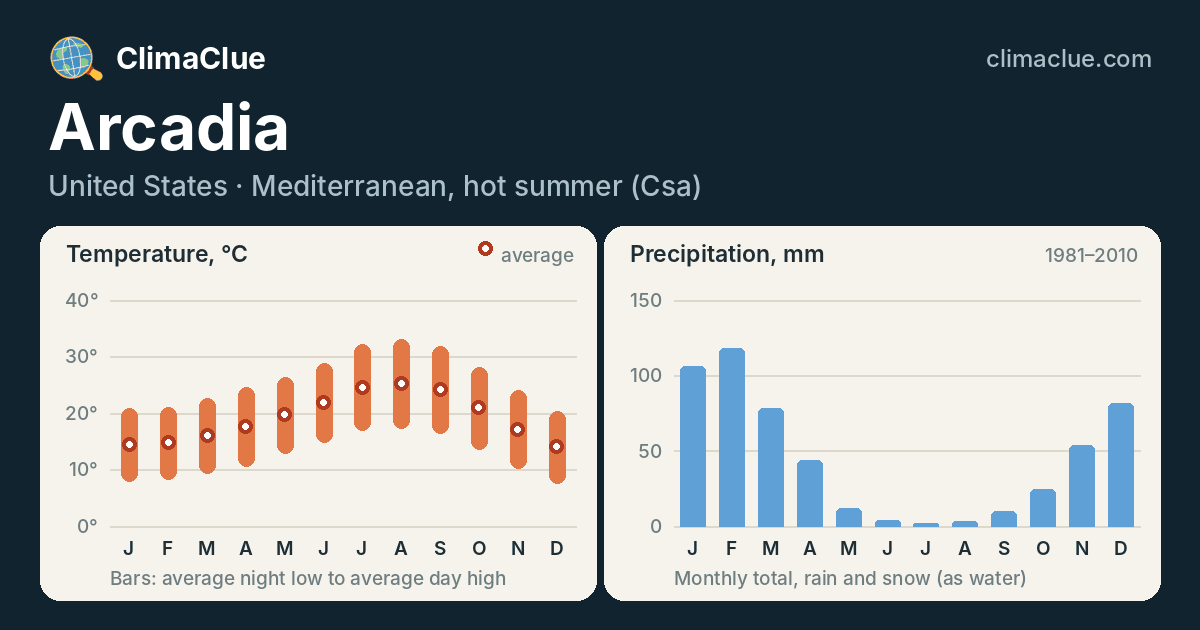 ClimaClue
climaclue.com
Arcadia
United States · Mediterranean, hot summer (Csa)
Temperature, °C
average
40°
30°
20°
10°
0°
J F M A M J J A S O N D
Bars: average night low to average day high
Precipitation, mm
1981–2010
150
100
50
0
J F M A M J J A S O N D
Monthly total, rain and snow (as water)